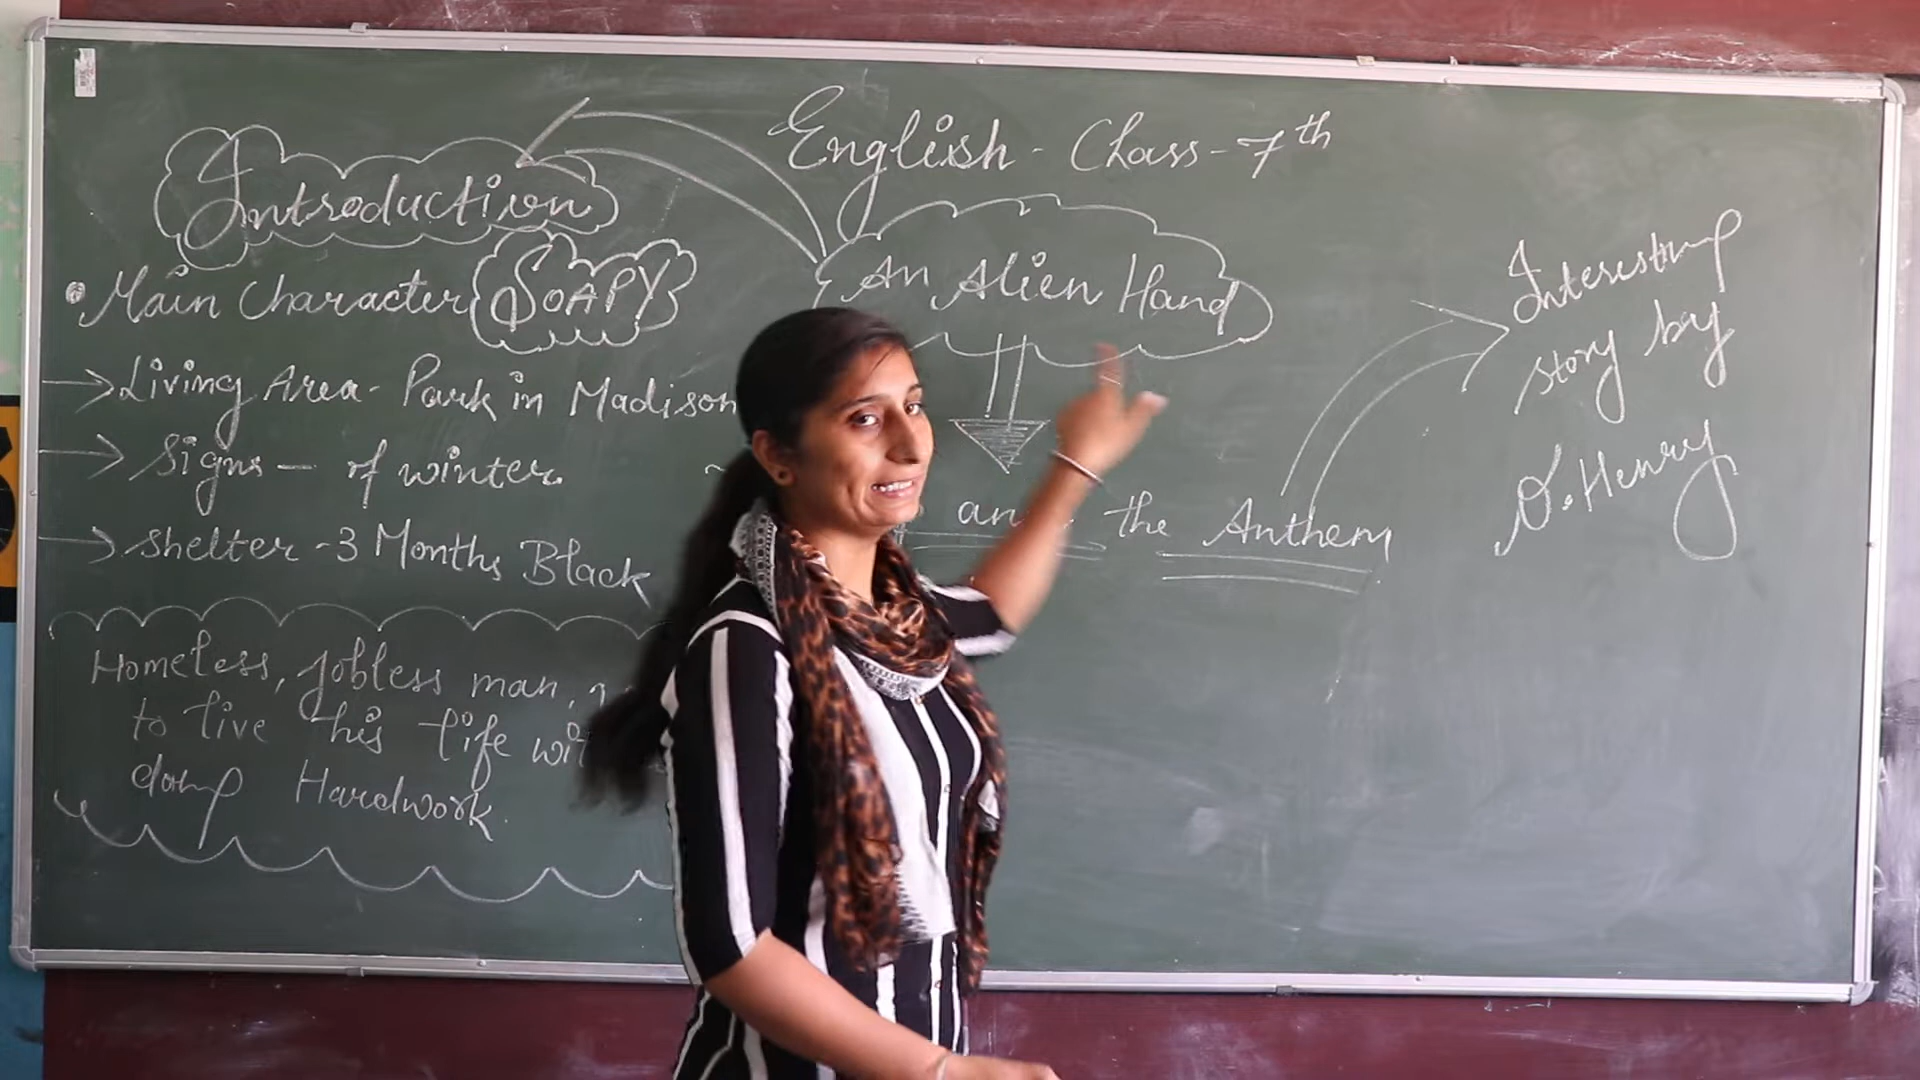 English - Class - 7th
Introduction
An Alien Hand
Main Character SOAPY
Living Area - Park in Madison
Signs - of winter
Shelter - 3 Months Black
Homeless, jobless man,
to live his life
doing Hardwork.
the Anthem
Interesting
story by
O. Henry